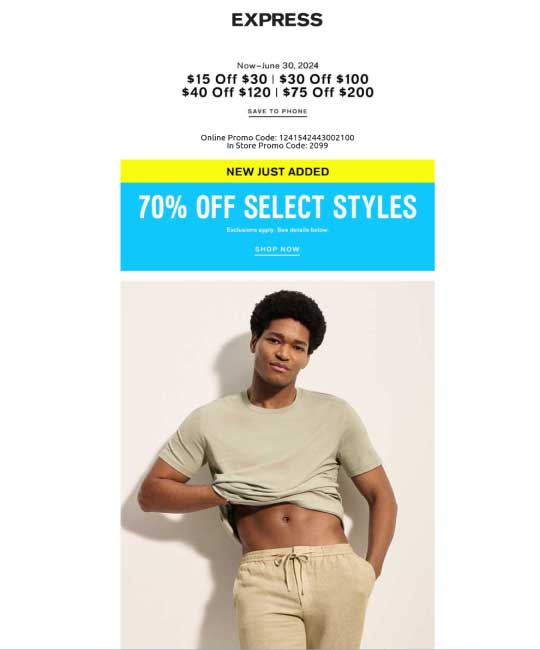 EXPRESS
Now–June 30, 2024
$15 Off $30 | $30 Off $100
$40 Off $120 | $75 Off $200
SAVE TO PHONE
Online Promo Code: 1241542443002100
In Store Promo Code: 2099
NEW JUST ADDED
70% OFF SELECT STYLES
Exclusions apply. See details below.
SHOP NOW